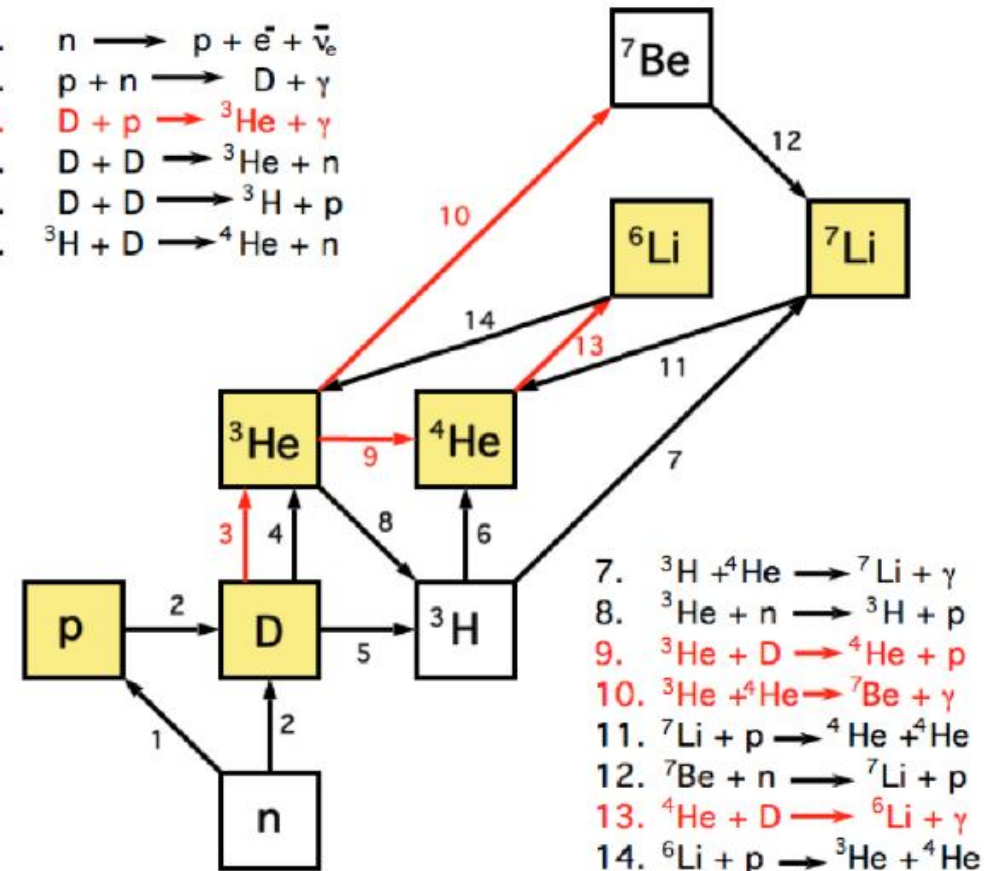 . n → p + e⁻ + ν̄ₑ
. p + n → D + γ
. D + p → ³He + γ
. D + D → ³He + n
. D + D → ³H + p
. ³H + D → ⁴He + n
⁷Be
12
10
⁶Li
⁷Li
14
13
11
³He
9
⁴He
7
3
4
8
6
p
2
D
5
³H
1
2
n
7. ³H + ⁴He → ⁷Li + γ
8. ³He + n → ³H + p
9. ³He + D → ⁴He + p
10. ³He + ⁴He → ⁷Be + γ
11. ⁷Li + p → ⁴He + ⁴He
12. ⁷Be + n → ⁷Li + p
13. ⁴He + D → ⁶Li + γ
14. ⁶Li + p → ³He + ⁴He